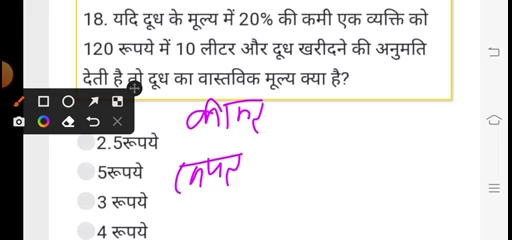 18. यदि दूध के मूल्य में 20% की कमी एक व्यक्ति को
120 रूपये में 10 लीटर और दूध खरीदने की अनुमति
देती है तो दूध का वास्तविक मूल्य क्या है?
2.5रूपये
5रूपये
3 रूपये
4 रूपये